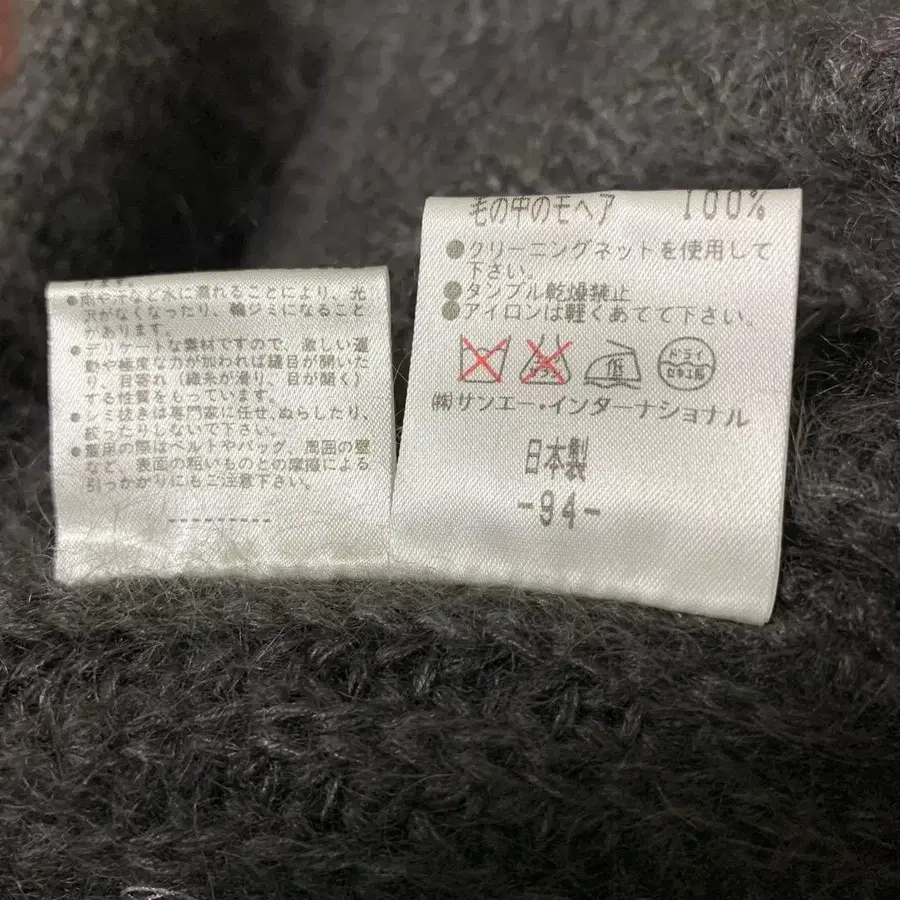 ます。
●雨や汗など水に濡れることにより、光
沢がなくなったり、輪ジミになること
があります。
●デリケートな素材ですので、激しい運
動や極度な力が加われば縫目が開いた
り、目寄れ（織糸が滑り、目が開く）
する性質をもっています。
●シミ抜きは専門家に任せ、ぬらしたり、
絞ったりしないで下さい。
●着用の際はベルトやバッグ、周囲の壁
など、表面の粗いものとの摩擦による
引っかかりにもご注意下さい。
----------
毛の中のモヘア 100%
●クリーニングネットを使用して
下さい。
●タンブル乾燥禁止
●アイロンは軽くあてて下さい。
低 ドライ
セキユ系
㈱サンエー・インターナショナル
日本製
-94-